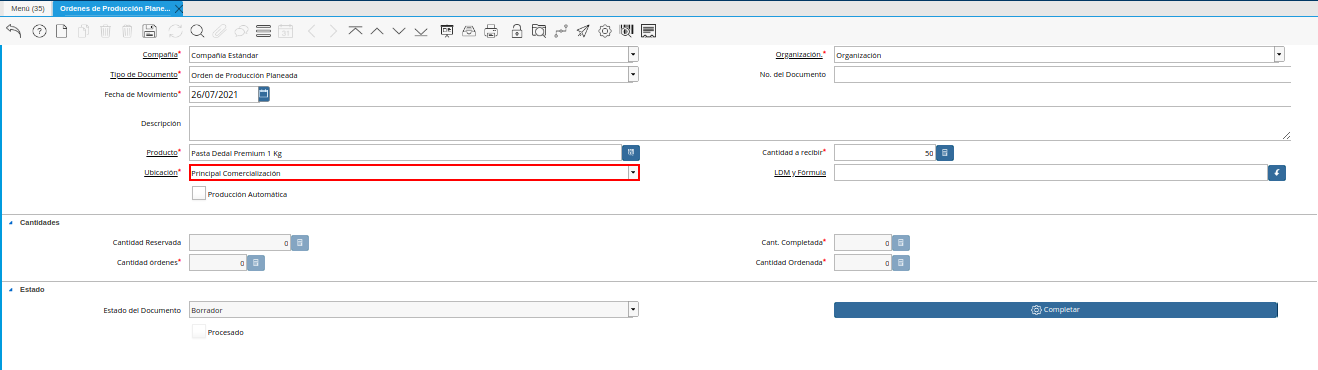 Menú (35) Ordenes de Producción Plane...
Compañía* Compañía Estándar Organización.* Organización
Tipo de Documento* Orden de Producción Planeada No. del Documento
Fecha de Movimiento* 26/07/2021
Descripción
Producto* Pasta Dedal Premium 1 Kg Cantidad a recibir* 50
Ubicación* Principal Comercialización LDM y Fórmula
Producción Automática
Cantidades
Cantidad Reservada 0 Cant. Completada* 0
Cantidad órdenes* 0 Cantidad Ordenada* 0
Estado
Estado del Documento Borrador Completar
Procesado